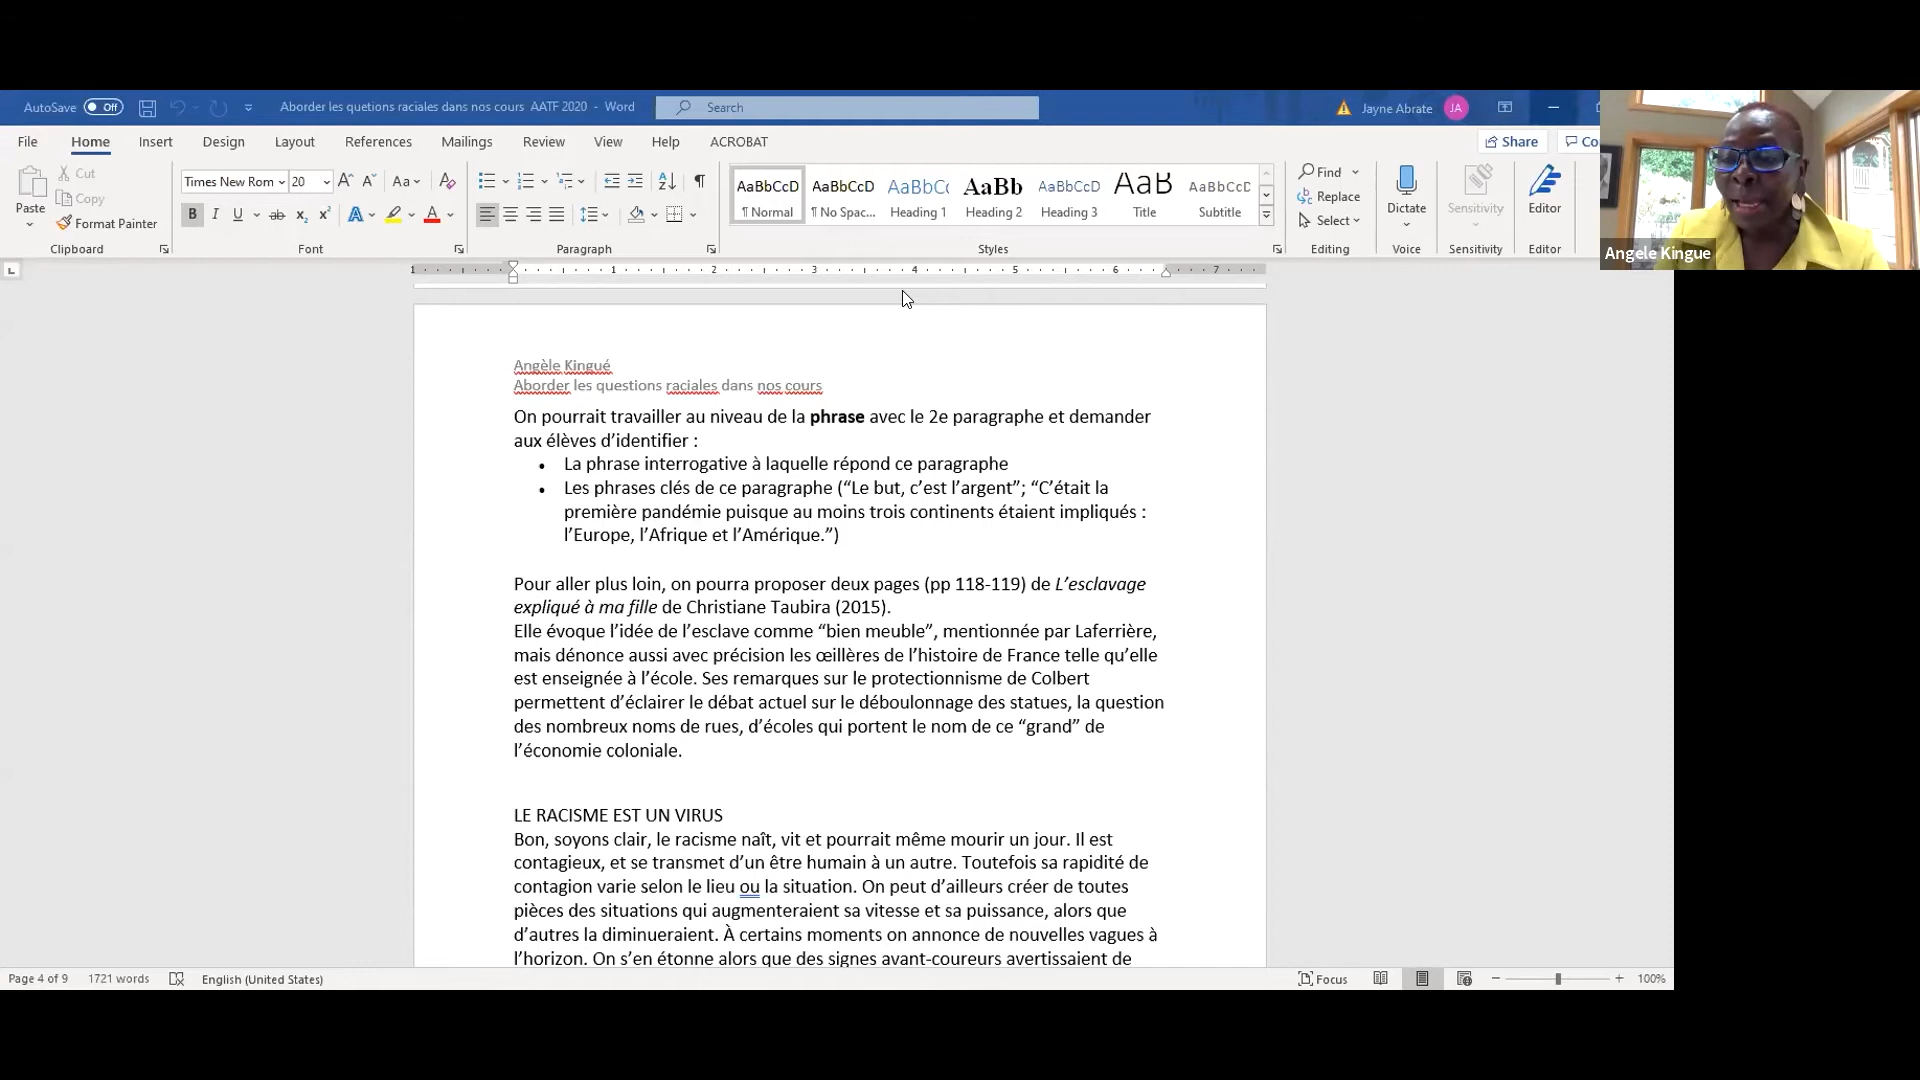 AutoSave Off Aborder les quetions raciales dans nos cours AATF 2020 - Word Search Jayne Abrate JA
File Home Insert Design Layout References Mailings Review View Help ACROBAT Share Co
Paste Cut Copy Format Painter
Times New Rom 20 Aa
B I U ab x x A A
AaBbCcD AaBbCcD AaBbCc AaBb AaBbCcD AaB AaBbCcD
¶ Normal ¶ No Spac... Heading 1 Heading 2 Heading 3 Title Subtitle
Find Replace Select
Dictate Sensitivity Editor
Clipboard Font Paragraph Styles Editing Voice Sensitivity Editor
Angele Kingue
1 1 2 3 4 5 6 7
Angèle Kingué
Aborder les questions raciales dans nos cours
On pourrait travailler au niveau de la phrase avec le 2e paragraphe et demander
aux élèves d’identifier :
• La phrase interrogative à laquelle répond ce paragraphe
• Les phrases clés de ce paragraphe (“Le but, c’est l’argent”; “C’était la
première pandémie puisque au moins trois continents étaient impliqués :
l’Europe, l’Afrique et l’Amérique.”)
Pour aller plus loin, on pourra proposer deux pages (pp 118-119) de L’esclavage
expliqué à ma fille de Christiane Taubira (2015).
Elle évoque l’idée de l’esclave comme “bien meuble”, mentionnée par Laferrière,
mais dénonce aussi avec précision les œillères de l’histoire de France telle qu’elle
est enseignée à l’école. Ses remarques sur le protectionnisme de Colbert
permettent d’éclairer le débat actuel sur le déboulonnage des statues, la question
des nombreux noms de rues, d’écoles qui portent le nom de ce “grand” de
l’économie coloniale.
LE RACISME EST UN VIRUS
Bon, soyons clair, le racisme naît, vit et pourrait même mourir un jour. Il est
contagieux, et se transmet d’un être humain à un autre. Toutefois sa rapidité de
contagion varie selon le lieu ou la situation. On peut d’ailleurs créer de toutes
pièces des situations qui augmenteraient sa vitesse et sa puissance, alors que
d’autres la diminueraient. À certains moments on annonce de nouvelles vagues à
l’horizon. On s’en étonne alors que des signes avant-coureurs avertissaient de
Page 4 of 9 1721 words English (United States) Focus 100%